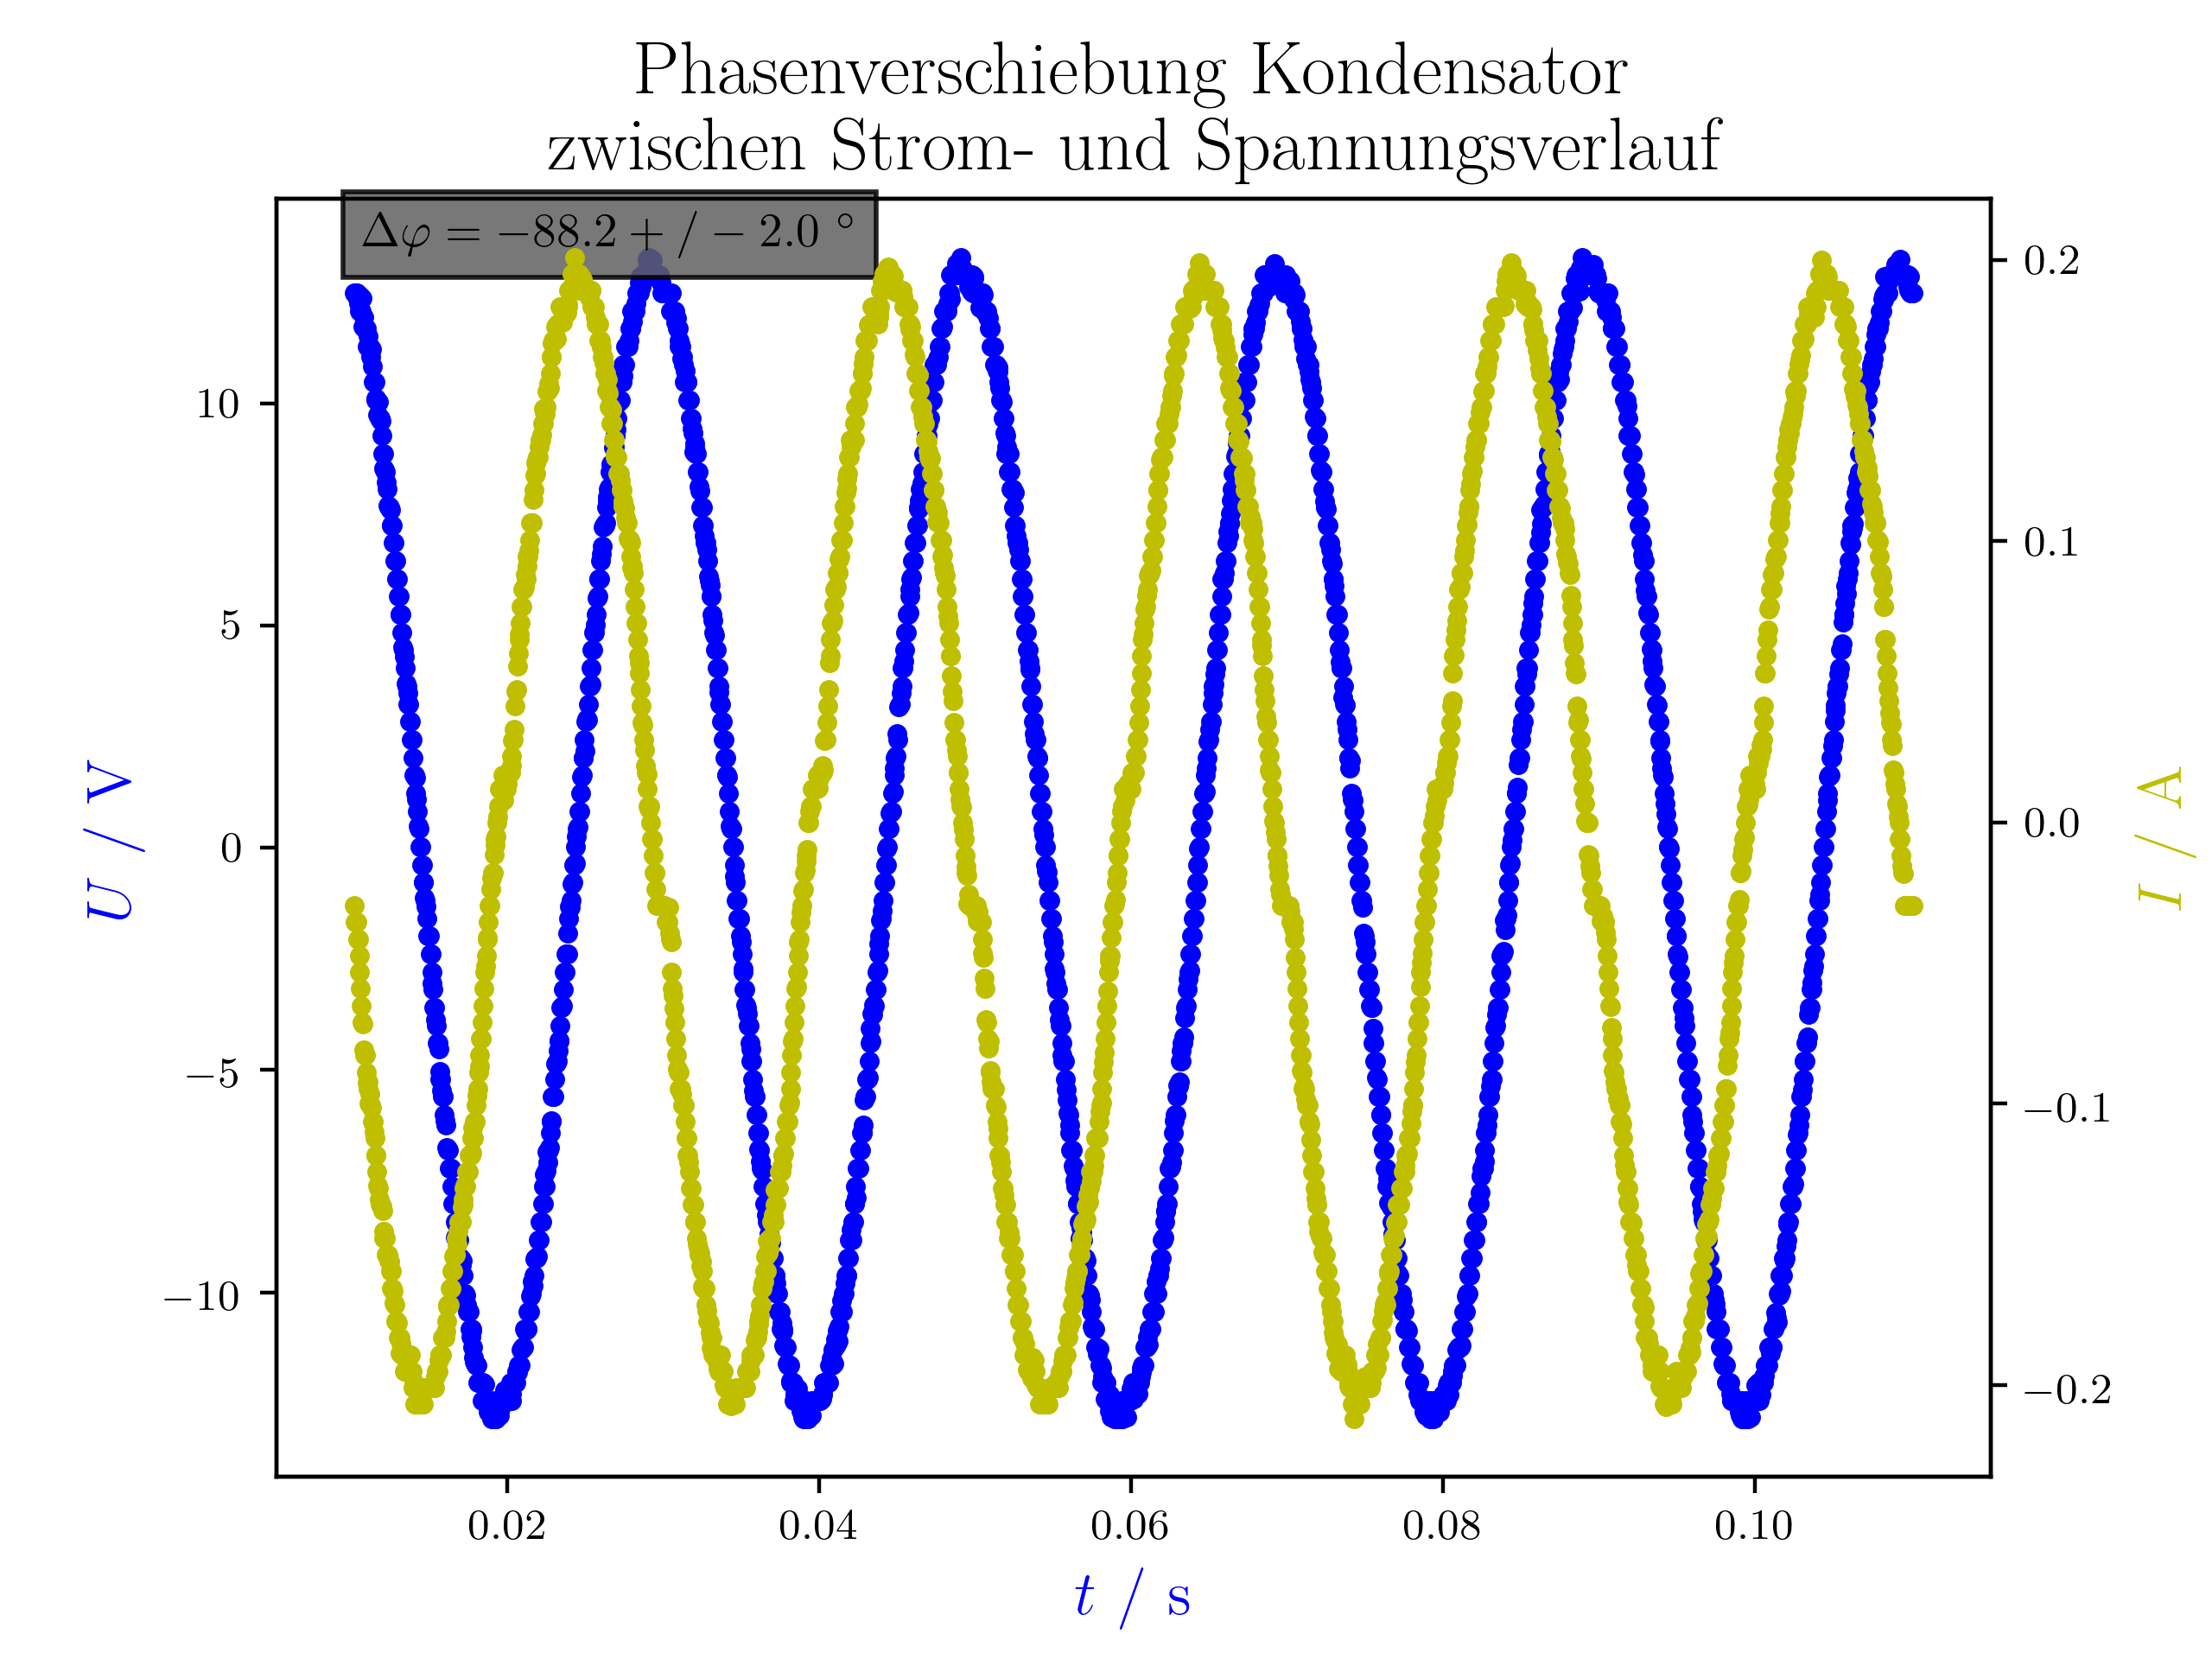 Phasenverschiebung Kondensator
zwischen Strom- und Spannungsverlauf
Δφ = −88.2 + / − 2.0 °
10
5
0
−5
−10
U / V
0.2
0.1
0.0
−0.1
−0.2
I / A
0.02 0.04 0.06 0.08 0.10
t / s